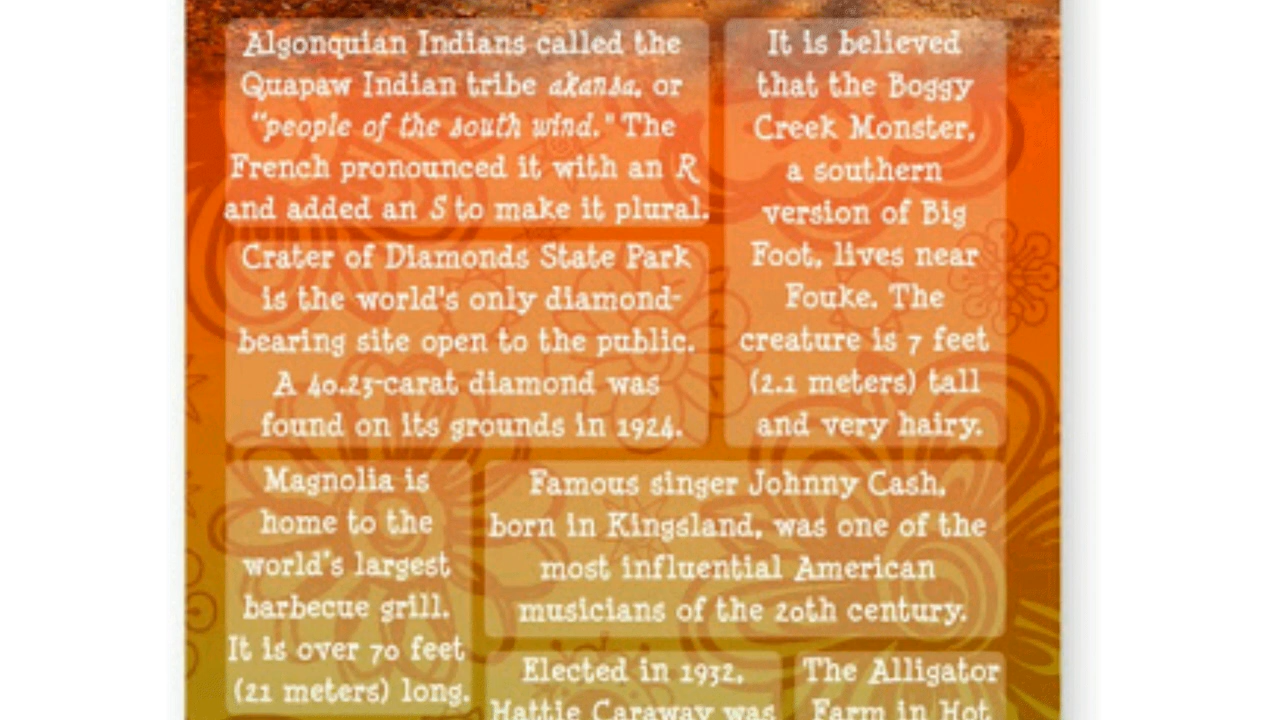 Algonquian Indians called the
Quapaw Indian tribe akansa, or
"people of the south wind." The
French pronounced it with an R
and added an S to make it plural.
It is believed
that the Boggy
Creek Monster,
a southern
version of Big
Foot, lives near
Fouke. The
creature is 7 feet
(2.1 meters) tall
and very hairy.
Crater of Diamonds State Park
is the world's only diamond-
bearing site open to the public.
A 40.23-carat diamond was
found on its grounds in 1924.
Magnolia is
home to the
world's largest
barbecue grill.
It is over 70 feet
(21 meters) long.
Famous singer Johnny Cash,
born in Kingsland, was one of the
most influential American
musicians of the 20th century.
Elected in 1932,
Hattie Caraway was
The Alligator
Farm in Hot